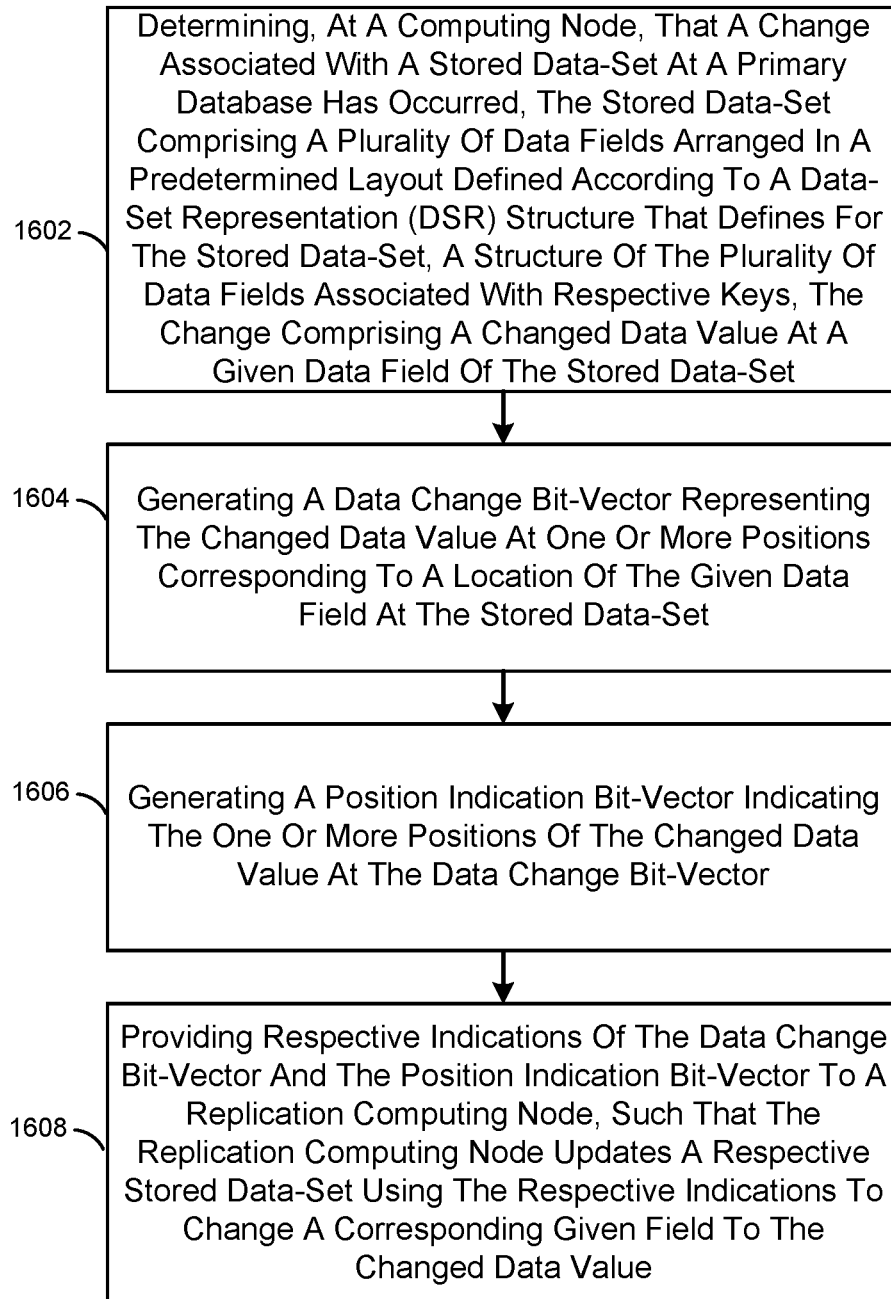 Determining, At A Computing Node, That A Change
Associated With A Stored Data-Set At A Primary
Database Has Occurred, The Stored Data-Set
Comprising A Plurality Of Data Fields Arranged In A
Predetermined Layout Defined According To A Data-
Set Representation (DSR) Structure That Defines For
The Stored Data-Set, A Structure Of The Plurality Of
Data Fields Associated With Respective Keys, The
Change Comprising A Changed Data Value At A
Given Data Field Of The Stored Data-Set
1602
Generating A Data Change Bit-Vector Representing
The Changed Data Value At One Or More Positions
Corresponding To A Location Of The Given Data
Field At The Stored Data-Set
1604
Generating A Position Indication Bit-Vector Indicating
The One Or More Positions Of The Changed Data
Value At The Data Change Bit-Vector
1606
Providing Respective Indications Of The Data Change
Bit-Vector And The Position Indication Bit-Vector To A
Replication Computing Node, Such That The
Replication Computing Node Updates A Respective
Stored Data-Set Using The Respective Indications To
Change A Corresponding Given Field To The
Changed Data Value
1608